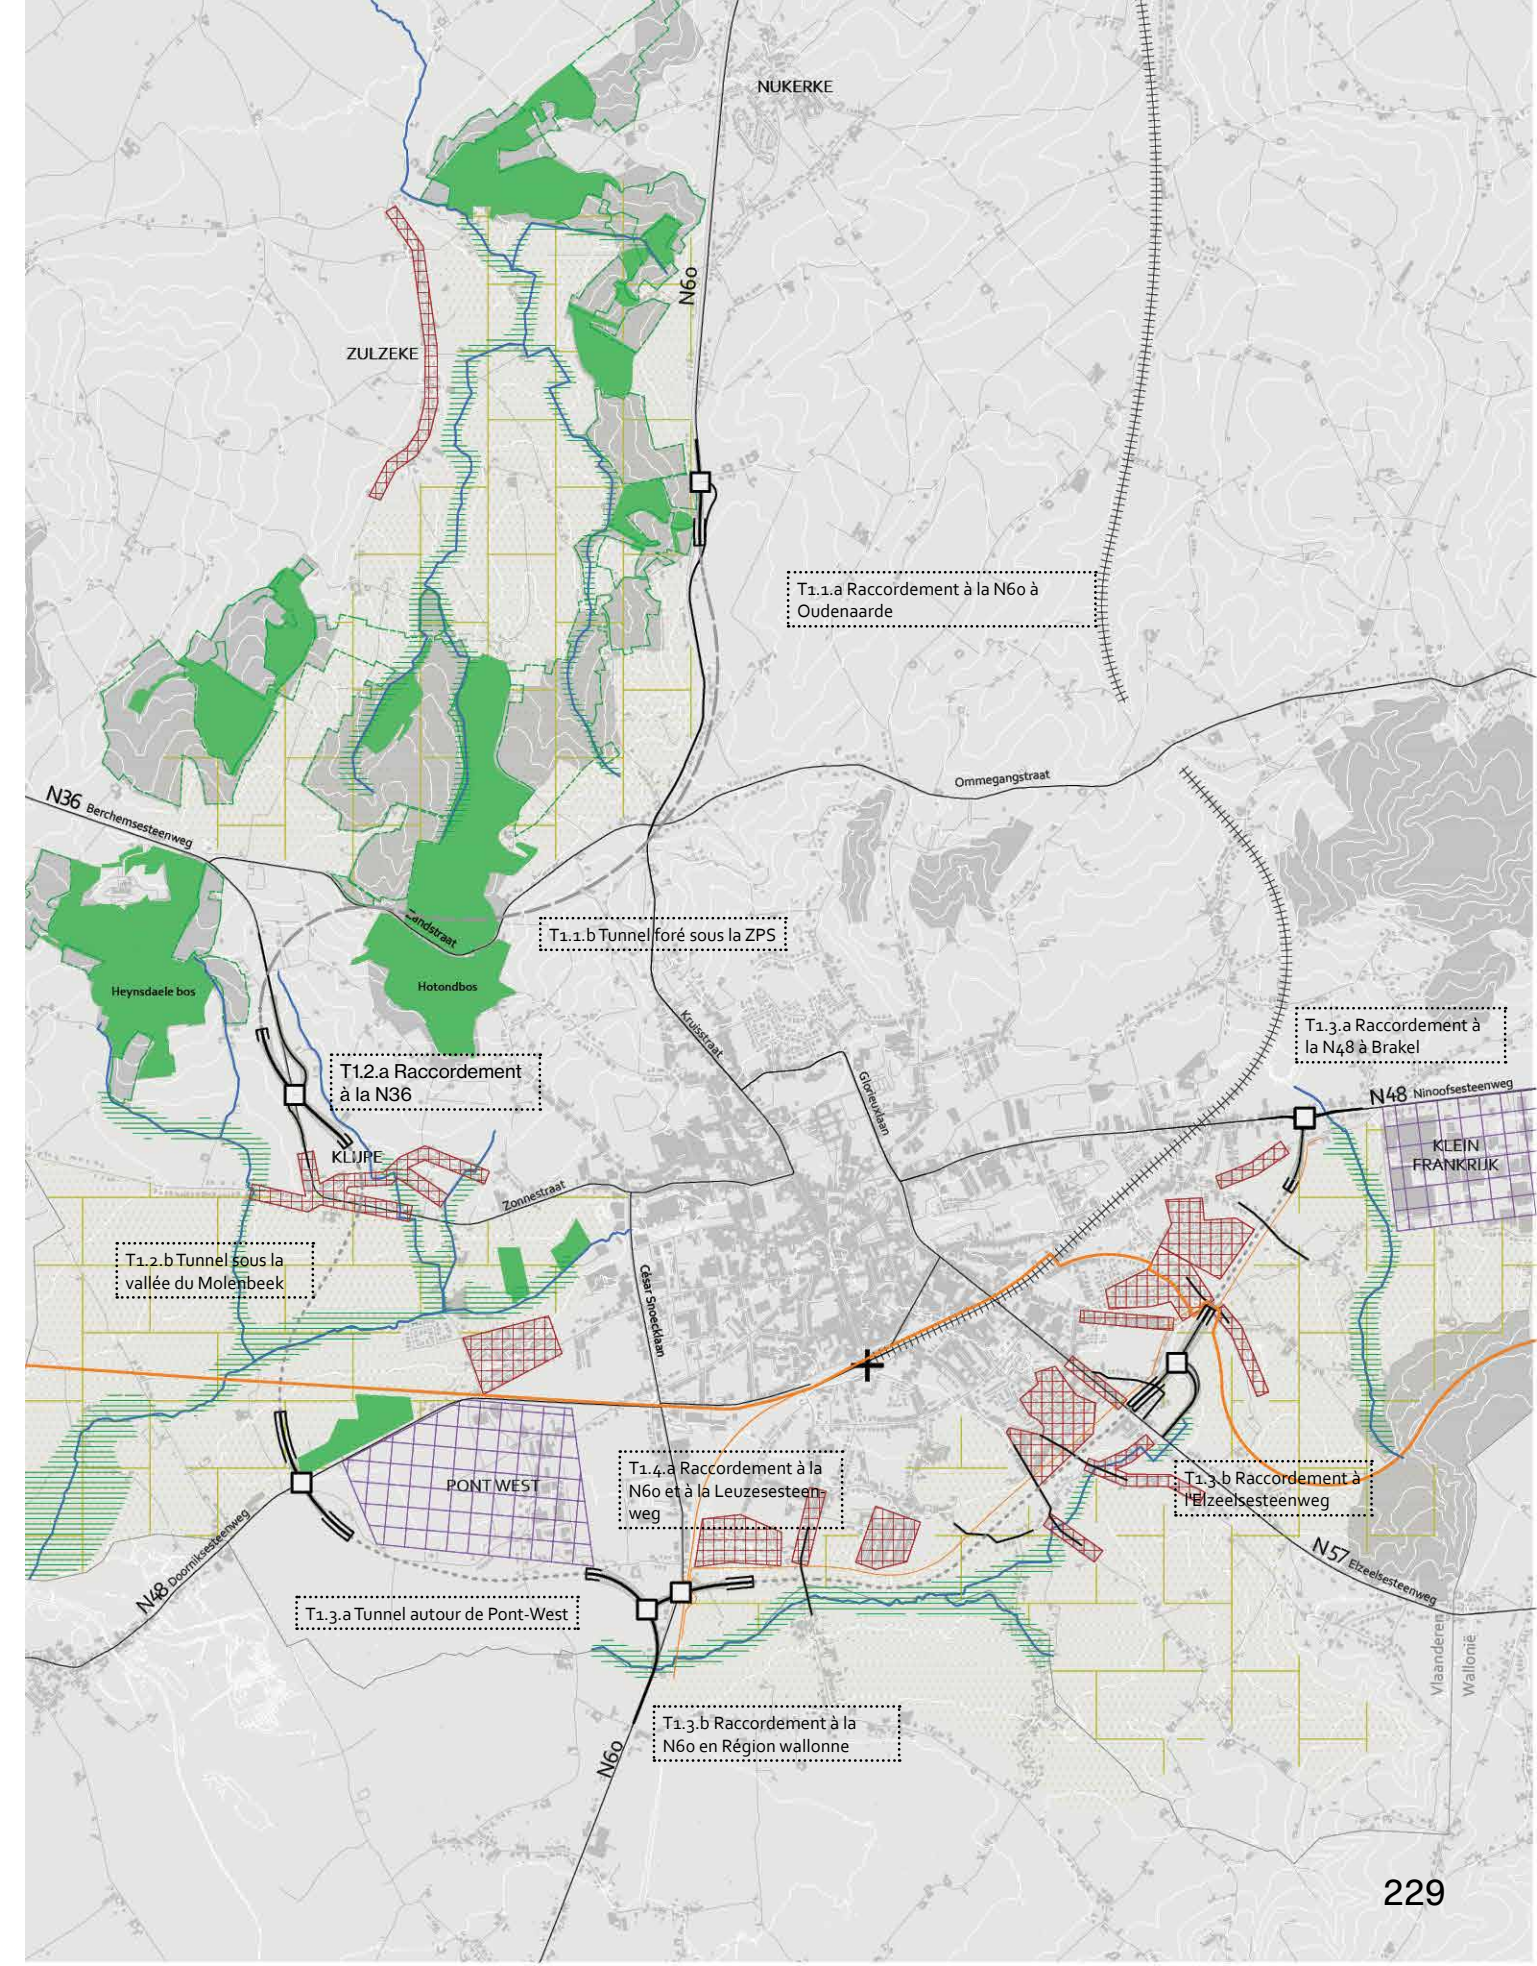 NUKERKE
N60
ZULZEKE
T1.1.a Raccordement à la N60 à
Oudenaarde
Ommegangstraat
N36 Berchemsesteenweg
Zandstraat
T1.1.b Tunnel foré sous la ZPS
Heynsdaele bos
Hotondbos
Kruisstraat
T1.3.a Raccordement à
la N48 à Brakel
T1.2.a Raccordement
à la N36
Glorieuxlaan
N48 Ninoofsesteenweg
KLEIN
FRANKRIJK
KLIJPE
Zonnestraat
T1.2.b Tunnel sous la
vallée du Molenbeek
César Snoecklaan
T1.4.a Raccordement à la
N60 et à la Leuzesesteen-
weg
PONT WEST
T1.3.b Raccordement à
l'Elzeelsesteenweg
N48 Doorniksesteenweg
N57 Elzeelsesteenweg
T1.3.a Tunnel autour de Pont-West
Vlaanderen
Wallonië
T1.3.b Raccordement à la
N60 en Région wallonne
N60
229